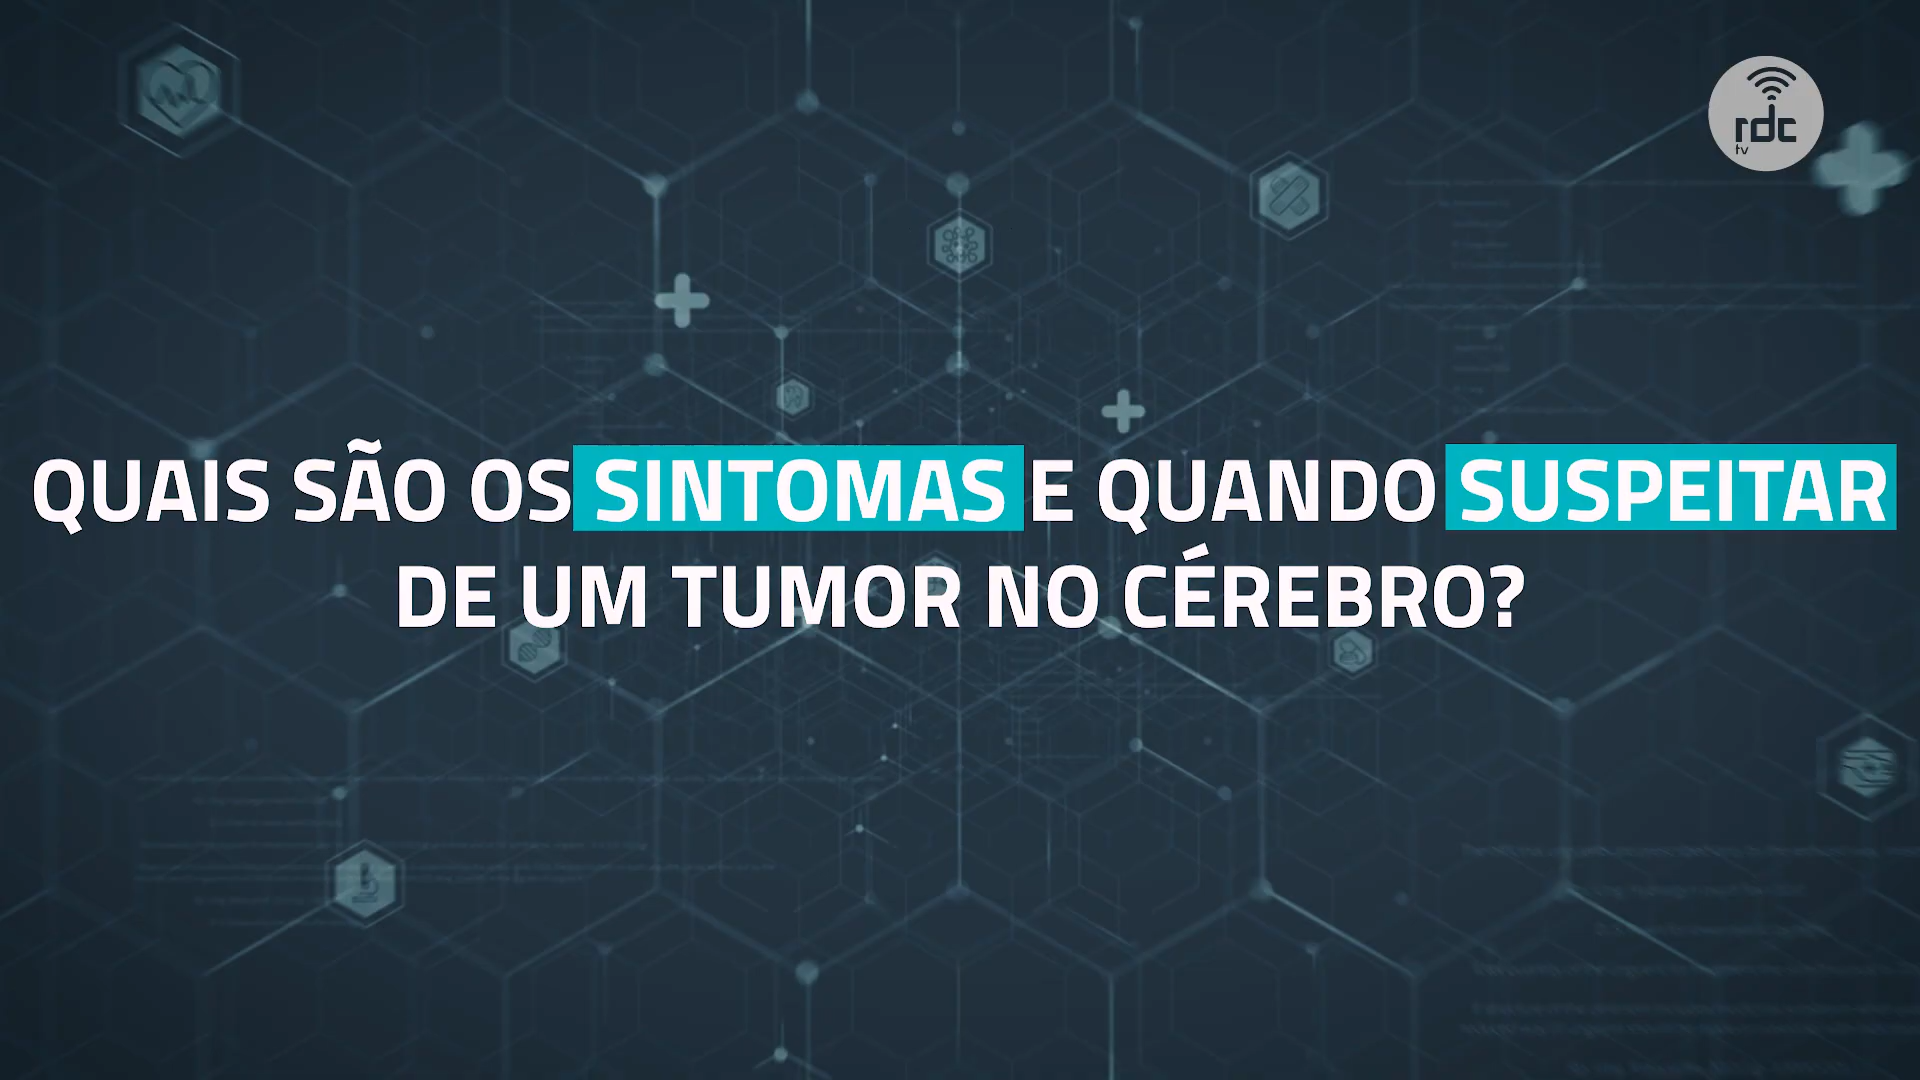 rdc
tv
QUAIS SÃO OS SINTOMAS E QUANDO SUSPEITAR
DE UM TUMOR NO CÉREBRO?